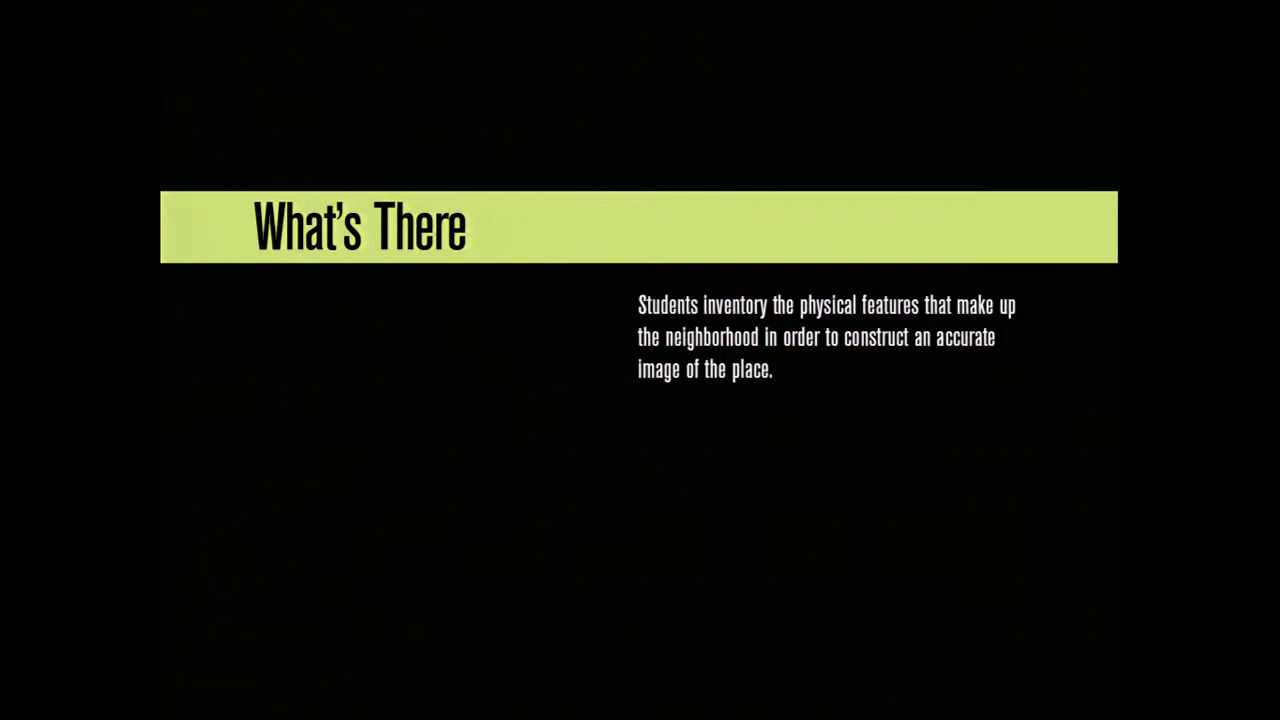 What's There
Students inventory the physical features that make up
the neighborhood in order to construct an accurate
image of the place.